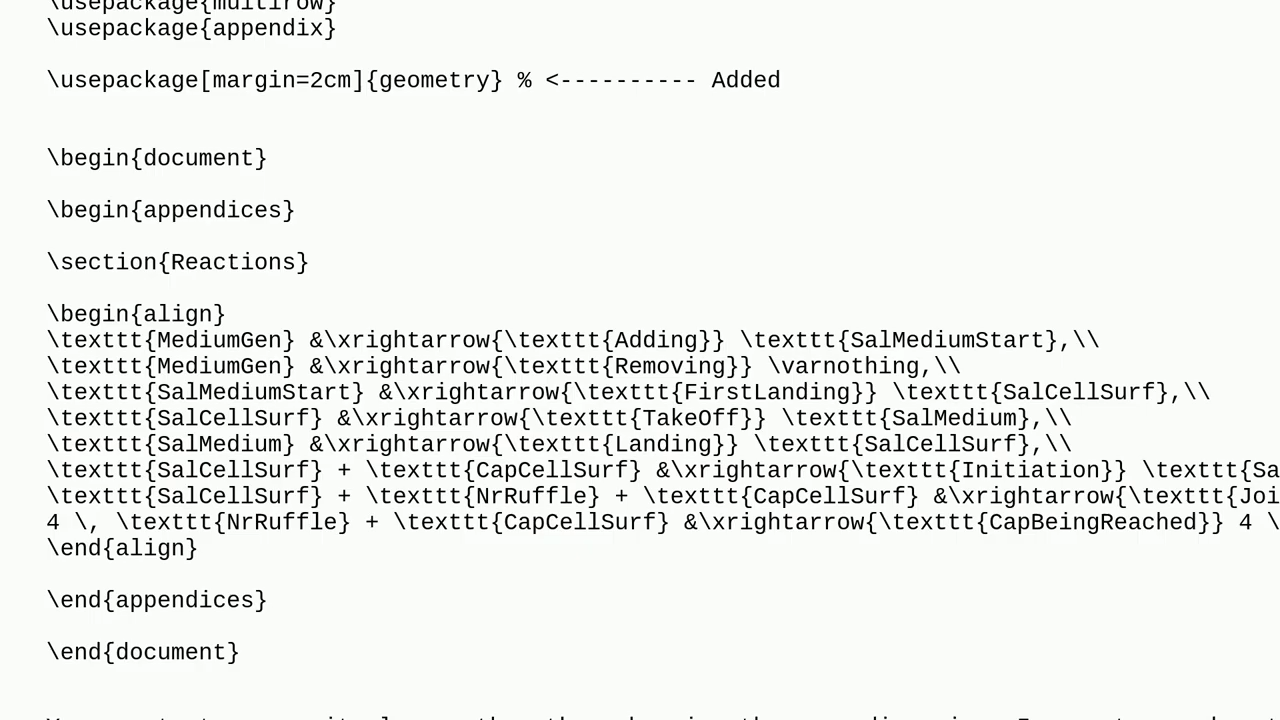 \usepackage{multirow}
\usepackage{appendix}
\usepackage[margin=2cm]{geometry} % <---------- Added
\begin{document}
\begin{appendices}
\section{Reactions}
\begin{align}
\texttt{MediumGen} &\xrightarrow{\texttt{Adding}} \texttt{SalMediumStart},\\
\texttt{MediumGen} &\xrightarrow{\texttt{Removing}} \varnothing,\\
\texttt{SalMediumStart} &\xrightarrow{\texttt{FirstLanding}} \texttt{SalCellSurf},\\
\texttt{SalCellSurf} &\xrightarrow{\texttt{TakeOff}} \texttt{SalMedium},\\
\texttt{SalMedium} &\xrightarrow{\texttt{Landing}} \texttt{SalCellSurf},\\
\texttt{SalCellSurf} + \texttt{CapCellSurf} &\xrightarrow{\texttt{Initiation}} \texttt{Sa
\texttt{SalCellSurf} + \texttt{NrRuffle} + \texttt{CapCellSurf} &\xrightarrow{\texttt{Joi
4 \, \texttt{NrRuffle} + \texttt{CapCellSurf} &\xrightarrow{\texttt{CapBeingReached}} 4 \
\end{align}
\end{appendices}
\end{document}